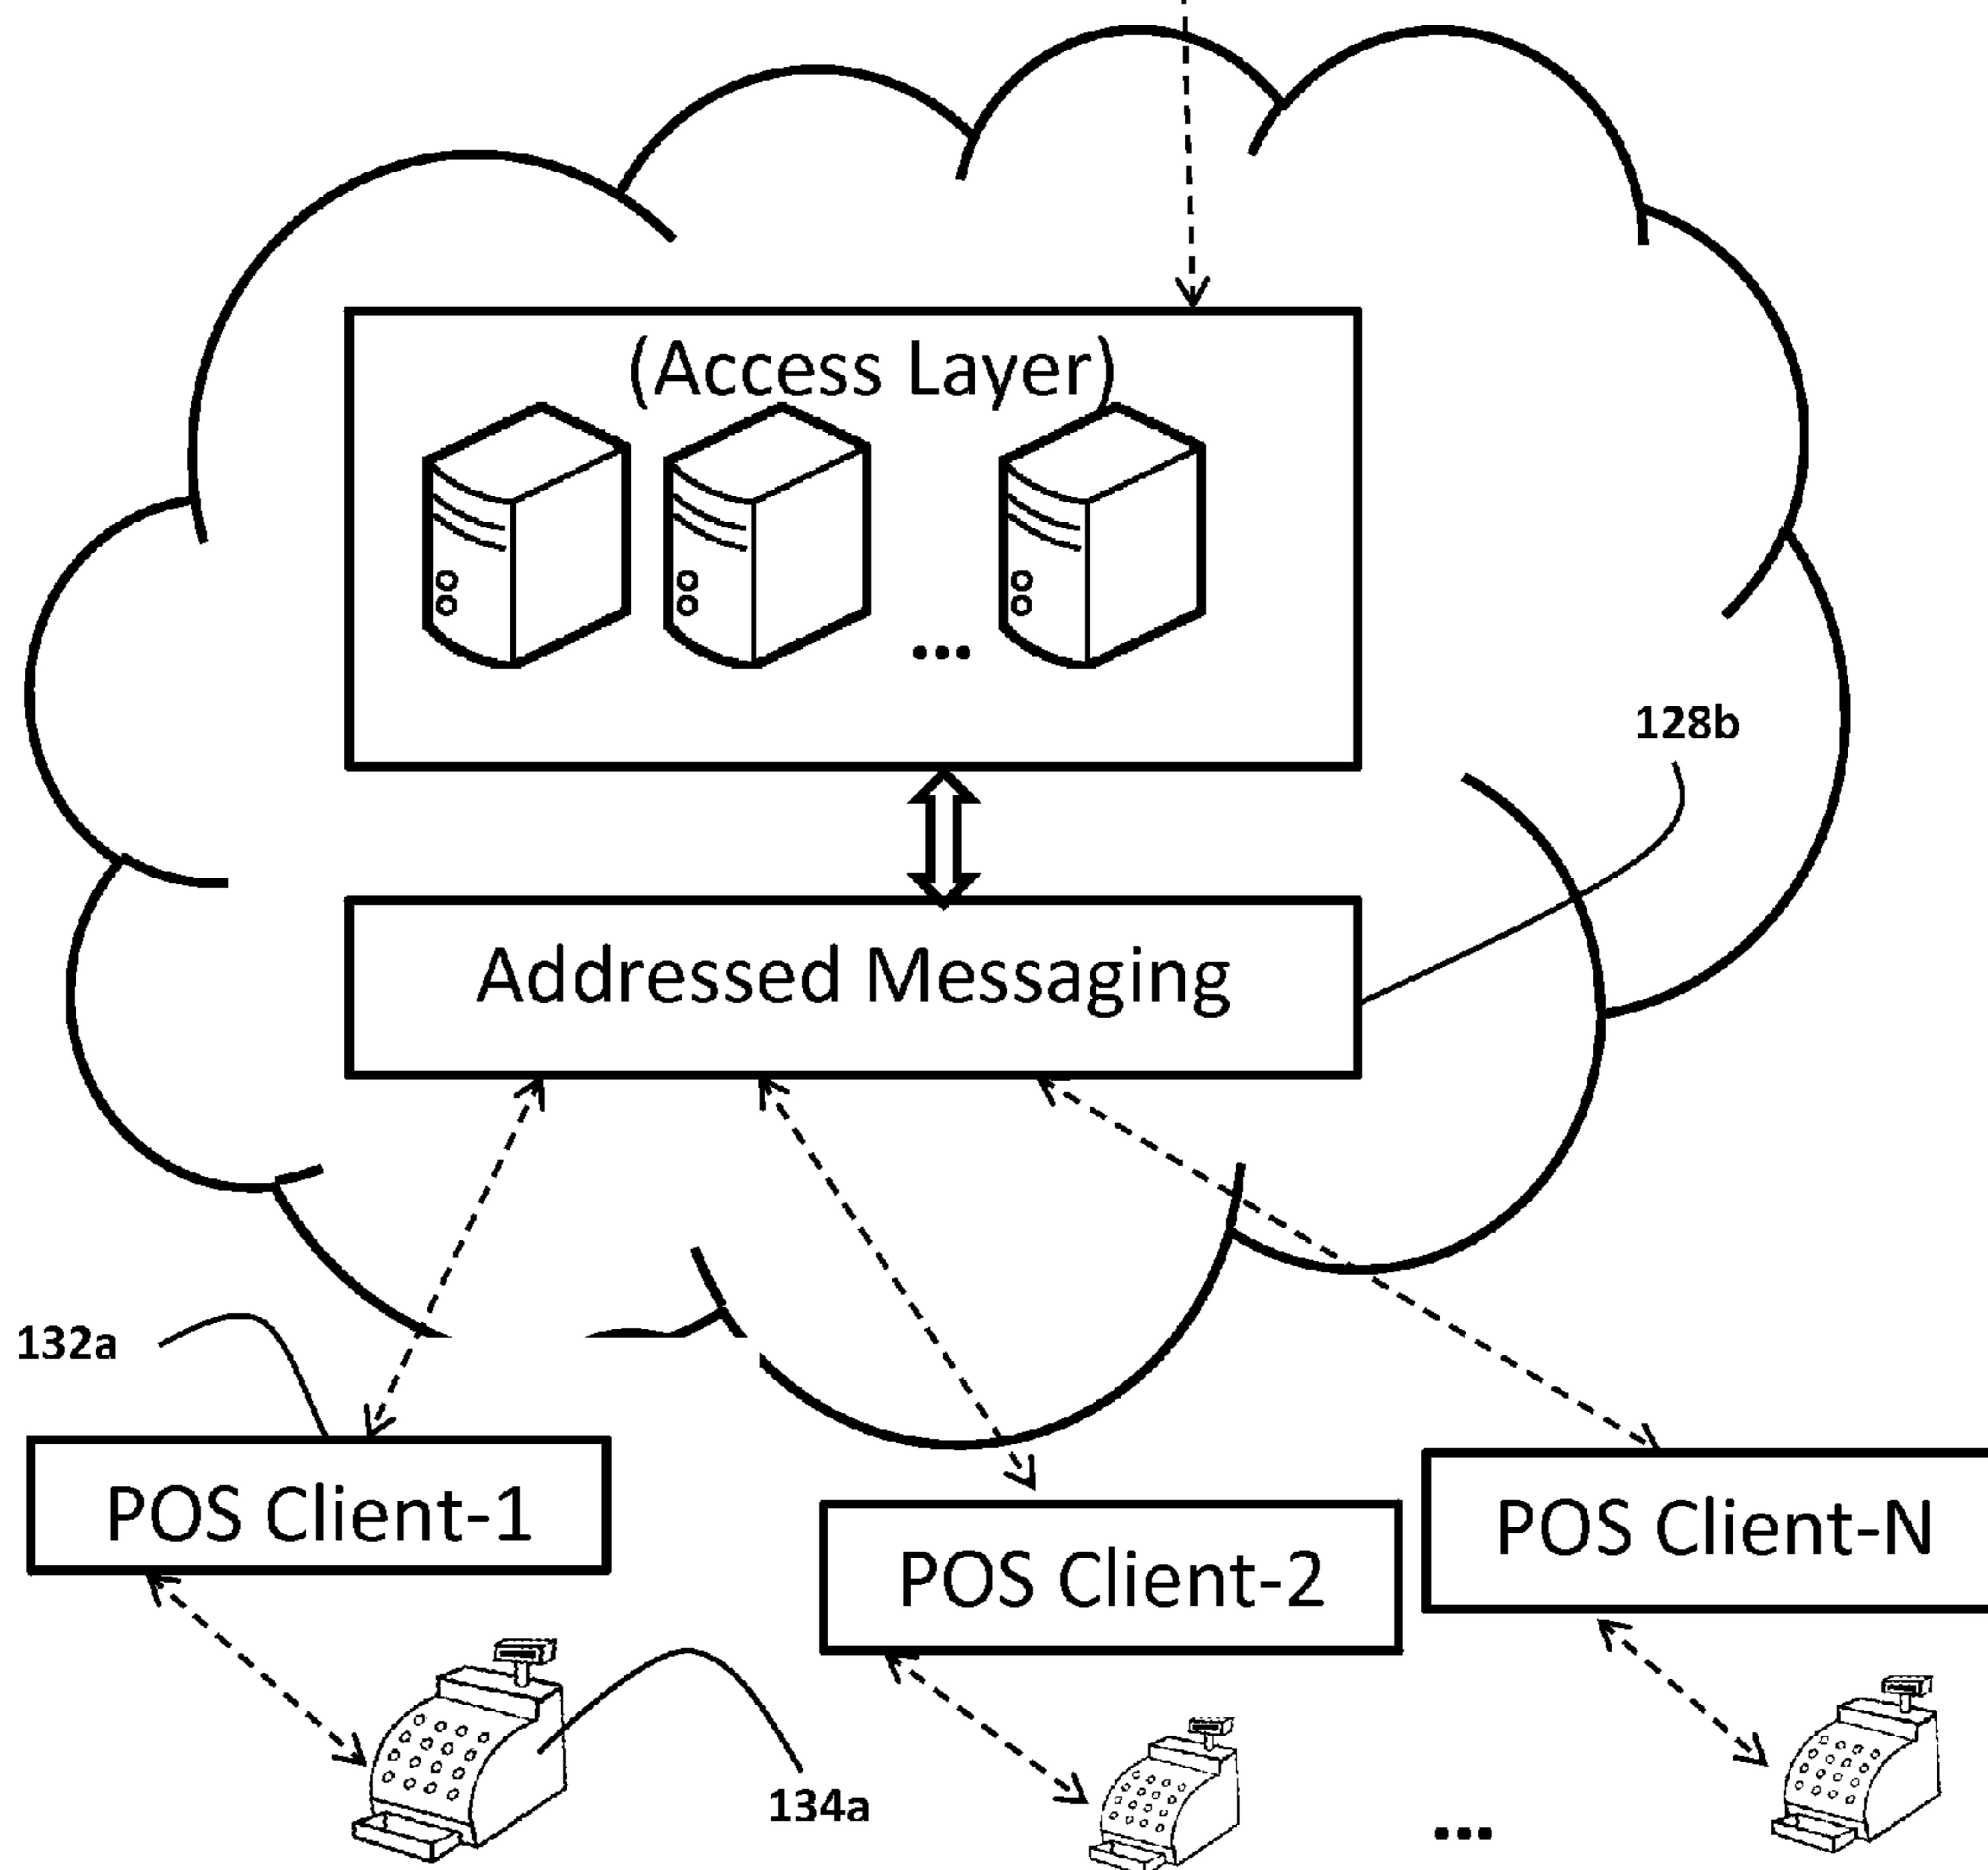 (Access Layer)
...
128b
Addressed Messaging
132a
POS Client-1
POS Client-2
POS Client-N
134a
...